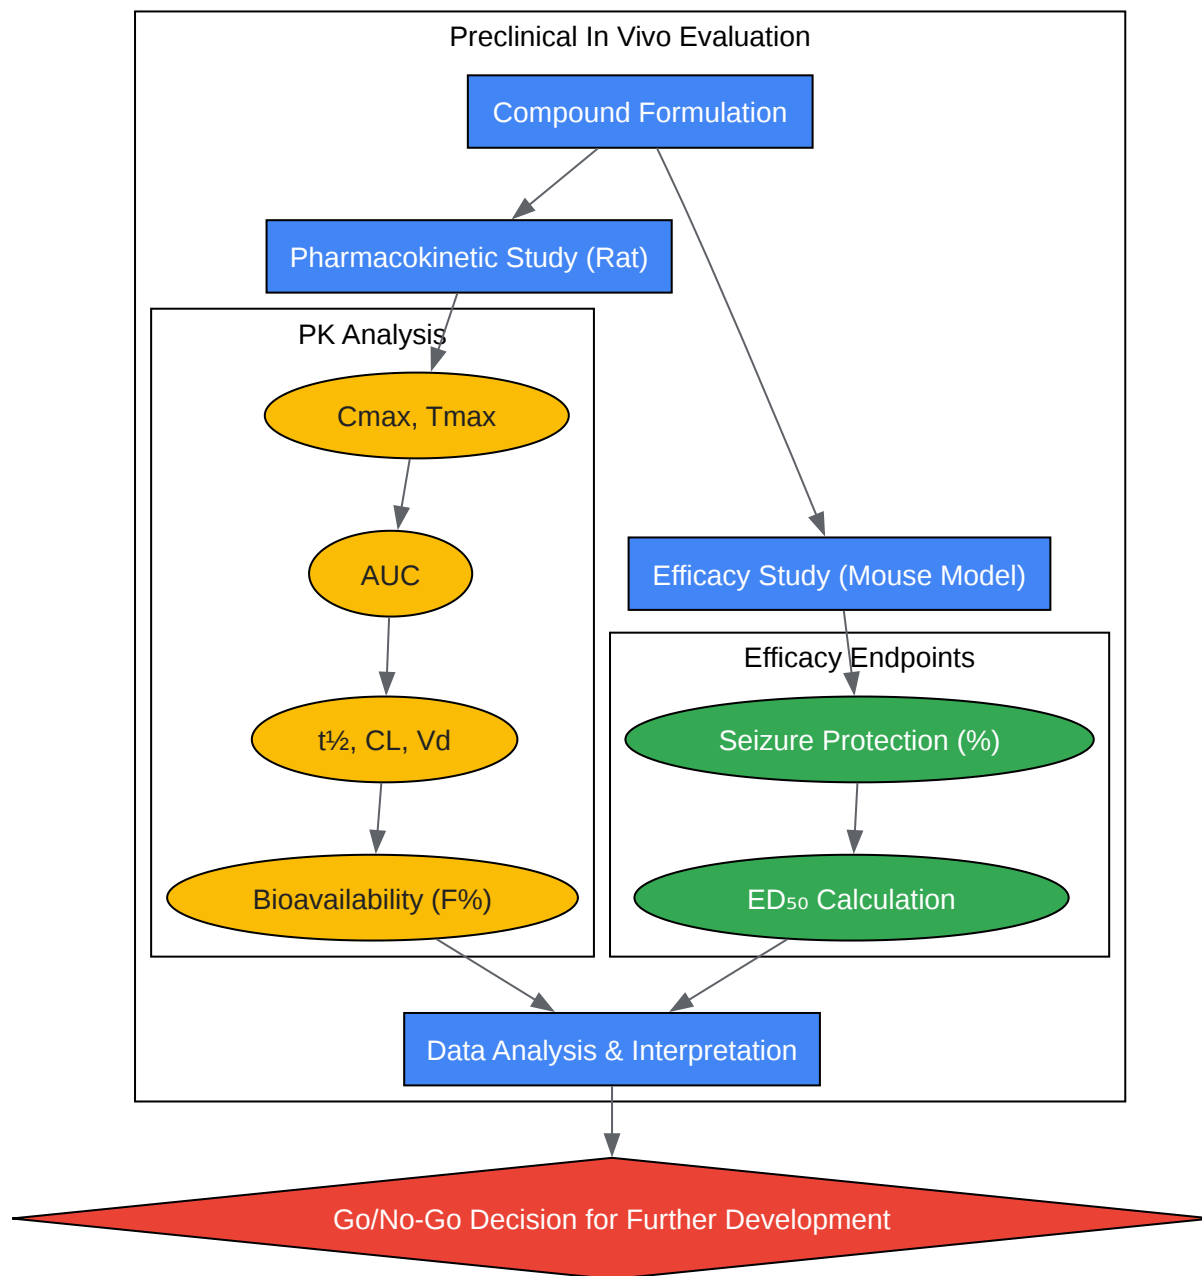 Preclinical In Vivo Evaluation
Compound Formulation
Pharmacokinetic Study (Rat)
PK Analysis
Cmax, Tmax
AUC
t½, CL, Vd
Bioavailability (F%)
Efficacy Study (Mouse Model)
Efficacy Endpoints
Seizure Protection (%)
ED₅₀ Calculation
Data Analysis & Interpretation
Go/No-Go Decision for Further Development